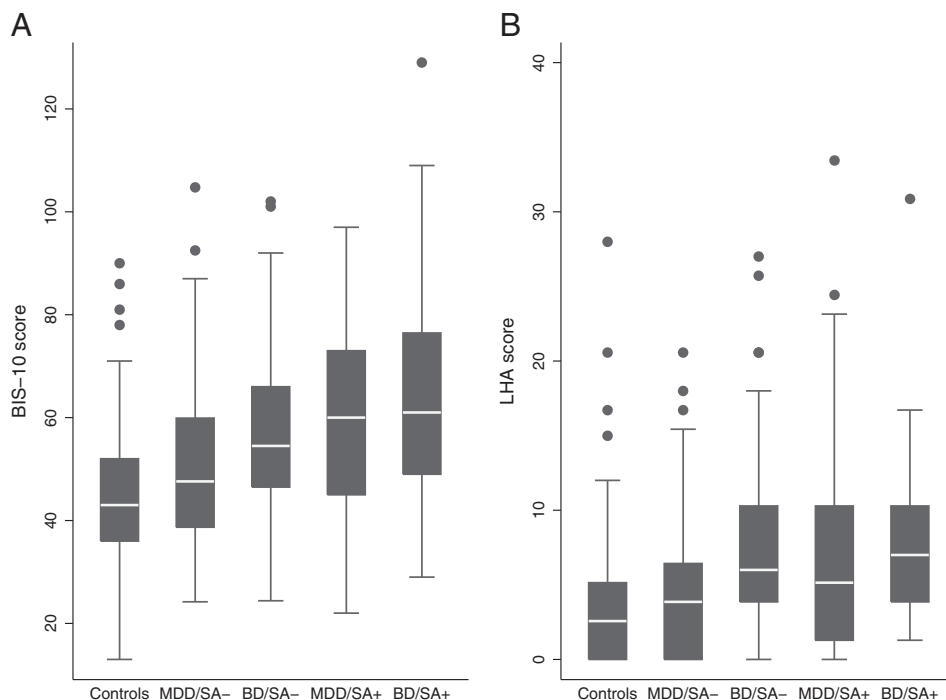 A
BIS−10 score
120
100
80
60
40
20
Controls MDD/SA− BD/SA− MDD/SA+ BD/SA+
B
LHA score
40
30
20
10
0
Controls MDD/SA− BD/SA− MDD/SA+ BD/SA+